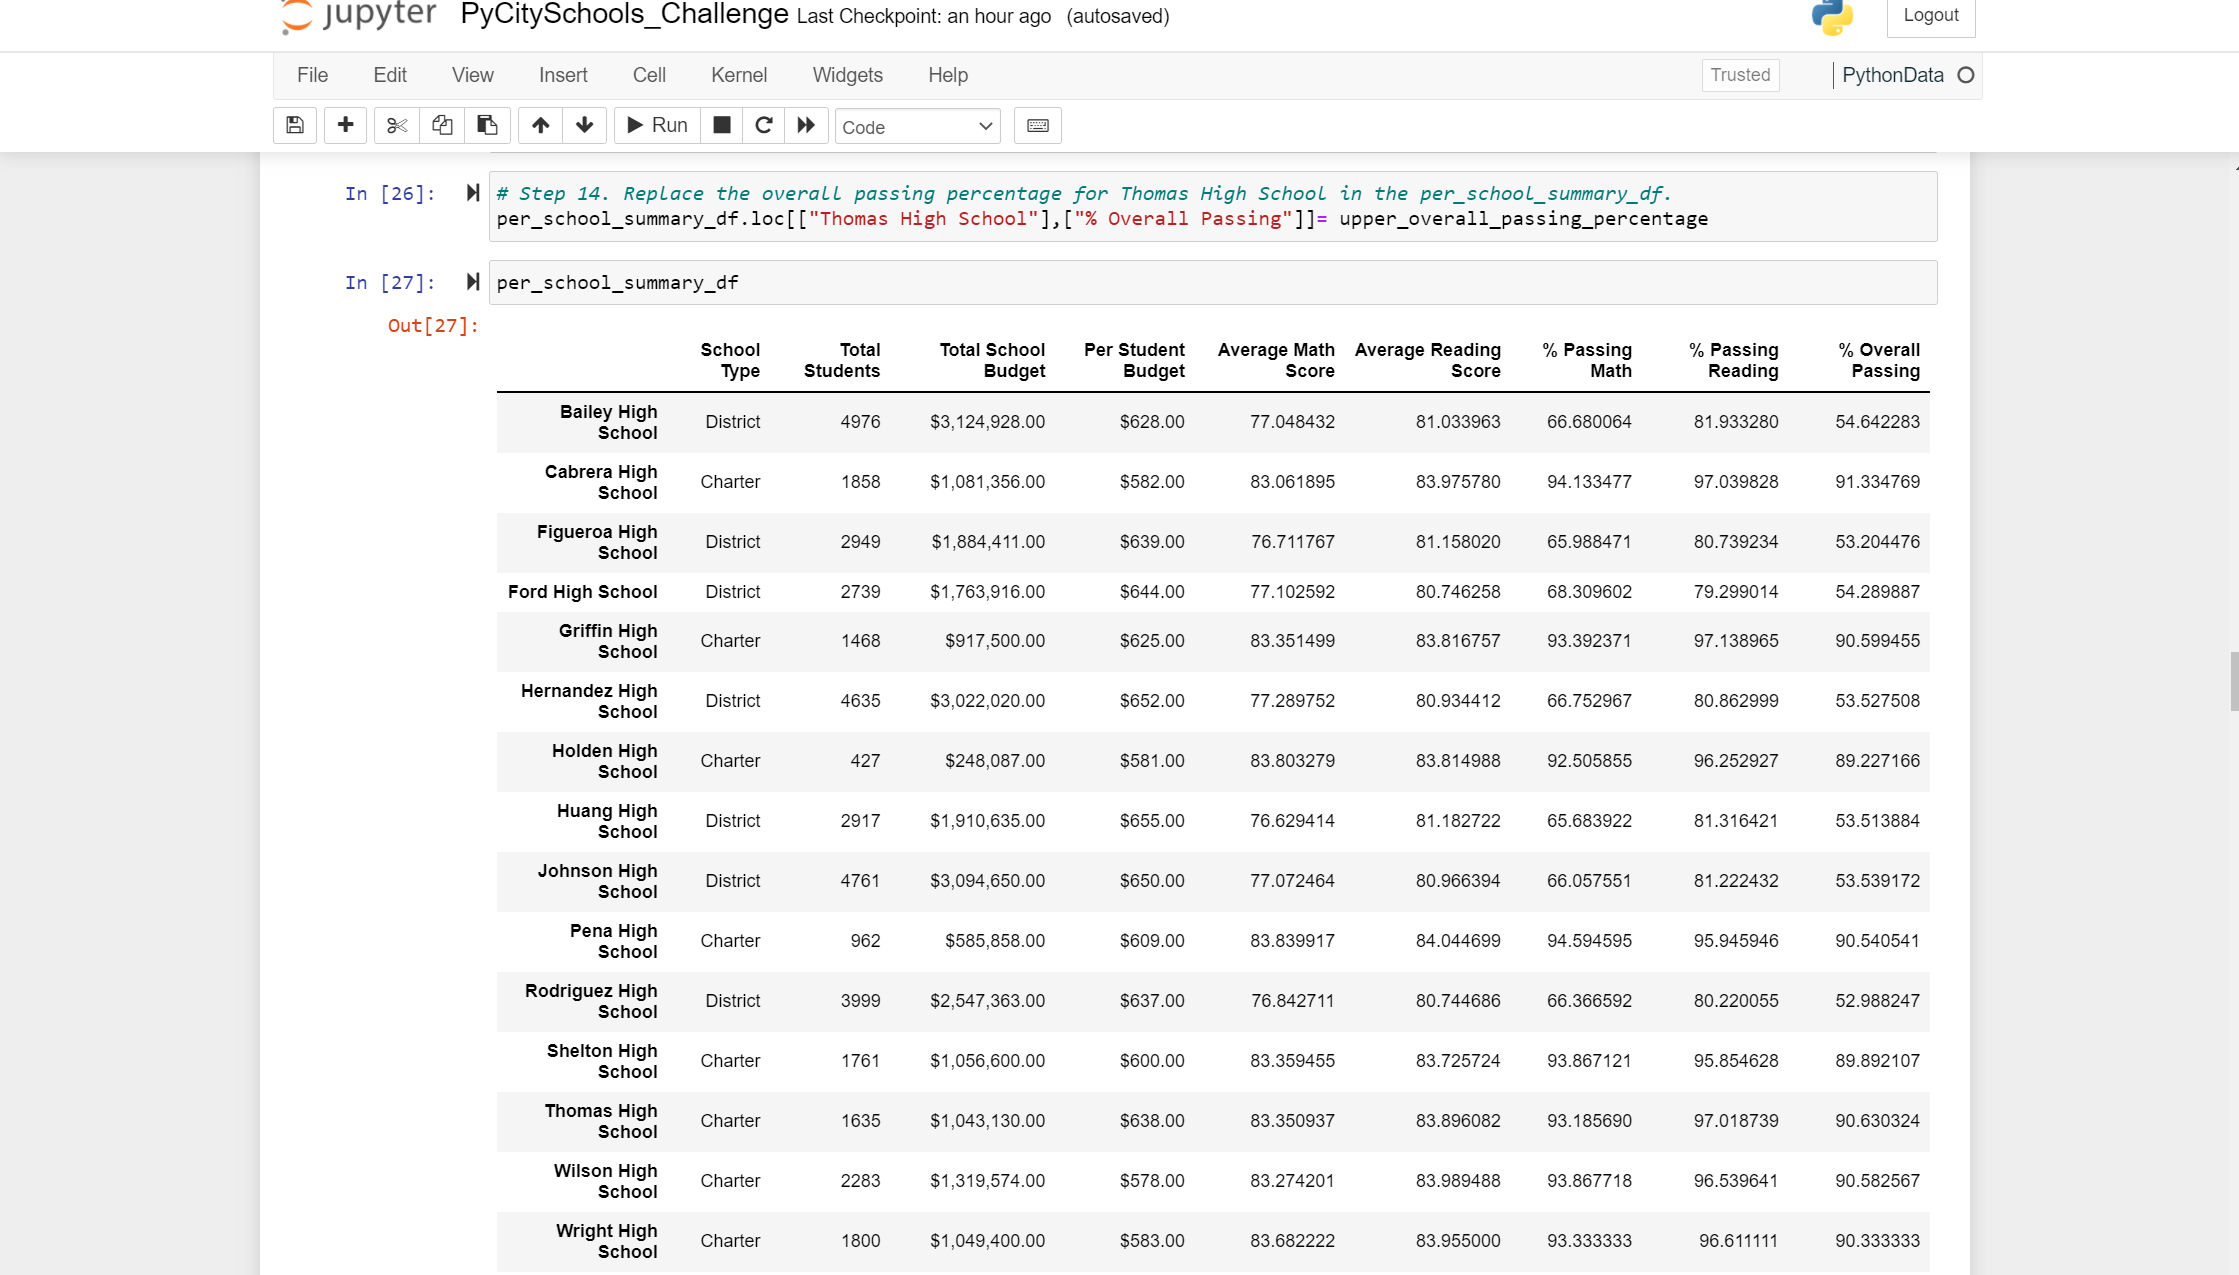 jupyter PyCitySchools_Challenge Last Checkpoint: an hour ago (autosaved) Logout
File Edit View Insert Cell Kernel Widgets Help Trusted PythonData
Run Code
In [26]: # Step 14. Replace the overall passing percentage for Thomas High School in the per_school_summary_df.
per_school_summary_df.loc[["Thomas High School"],["% Overall Passing"]]= upper_overall_passing_percentage
In [27]: per_school_summary_df
Out[27]:
School Total Total School Per Student Average Math Average Reading % Passing % Passing % Overall
Type Students Budget Budget Score Score Math Reading Passing
Bailey High
School District 4976 $3,124,928.00 $628.00 77.048432 81.033963 66.680064 81.933280 54.642283
Cabrera High
School Charter 1858 $1,081,356.00 $582.00 83.061895 83.975780 94.133477 97.039828 91.334769
Figueroa High
School District 2949 $1,884,411.00 $639.00 76.711767 81.158020 65.988471 80.739234 53.204476
Ford High School District 2739 $1,763,916.00 $644.00 77.102592 80.746258 68.309602 79.299014 54.289887
Griffin High
School Charter 1468 $917,500.00 $625.00 83.351499 83.816757 93.392371 97.138965 90.599455
Hernandez High
School District 4635 $3,022,020.00 $652.00 77.289752 80.934412 66.752967 80.862999 53.527508
Holden High
School Charter 427 $248,087.00 $581.00 83.803279 83.814988 92.505855 96.252927 89.227166
Huang High
School District 2917 $1,910,635.00 $655.00 76.629414 81.182722 65.683922 81.316421 53.513884
Johnson High
School District 4761 $3,094,650.00 $650.00 77.072464 80.966394 66.057551 81.222432 53.539172
Pena High
School Charter 962 $585,858.00 $609.00 83.839917 84.044699 94.594595 95.945946 90.540541
Rodriguez High
School District 3999 $2,547,363.00 $637.00 76.842711 80.744686 66.366592 80.220055 52.988247
Shelton High
School Charter 1761 $1,056,600.00 $600.00 83.359455 83.725724 93.867121 95.854628 89.892107
Thomas High
School Charter 1635 $1,043,130.00 $638.00 83.350937 83.896082 93.185690 97.018739 90.630324
Wilson High
School Charter 2283 $1,319,574.00 $578.00 83.274201 83.989488 93.867718 96.539641 90.582567
Wright High
School Charter 1800 $1,049,400.00 $583.00 83.682222 83.955000 93.333333 96.611111 90.333333